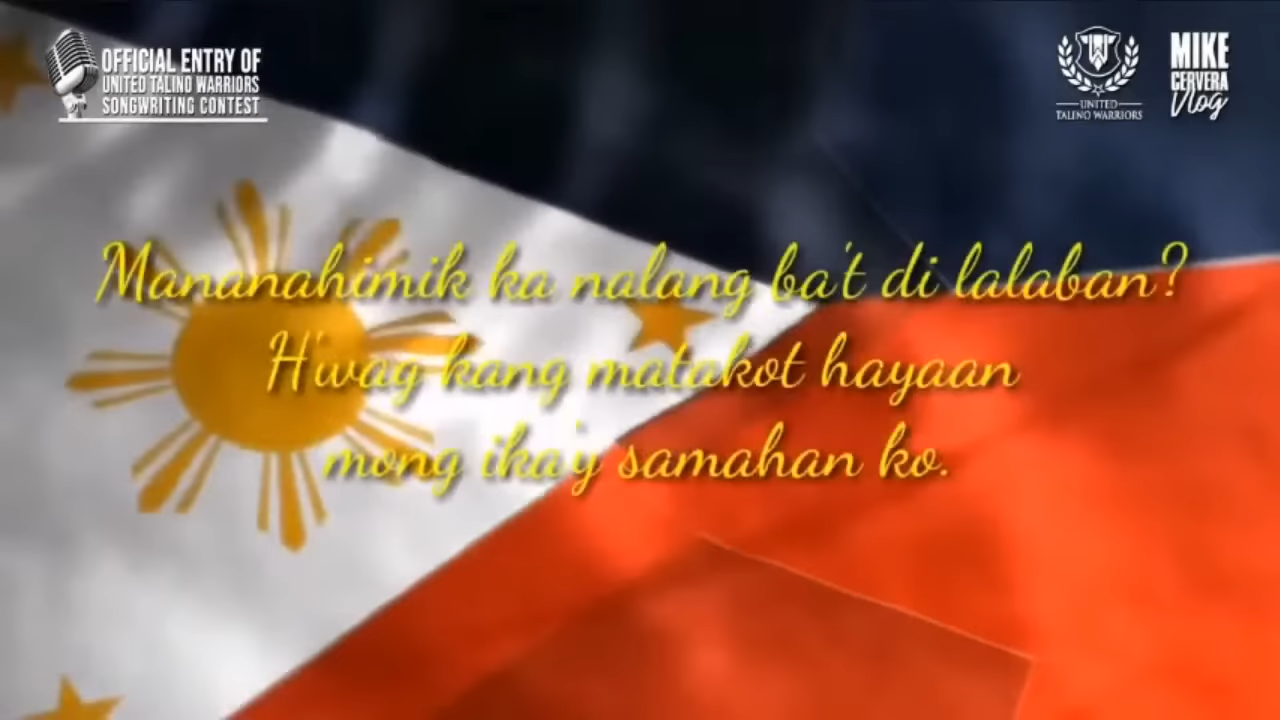 OFFICIAL ENTRY OF
UNITED TALINO WARRIORS
SONGWRITING CONTEST
UNITED
TALINO WARRIORS
MIKE
CERVERA
Vlog
Mananahimik ka nalang ba't di lalaban?
H'wag kang matakot hayaan
mong ika'y samahan ko.